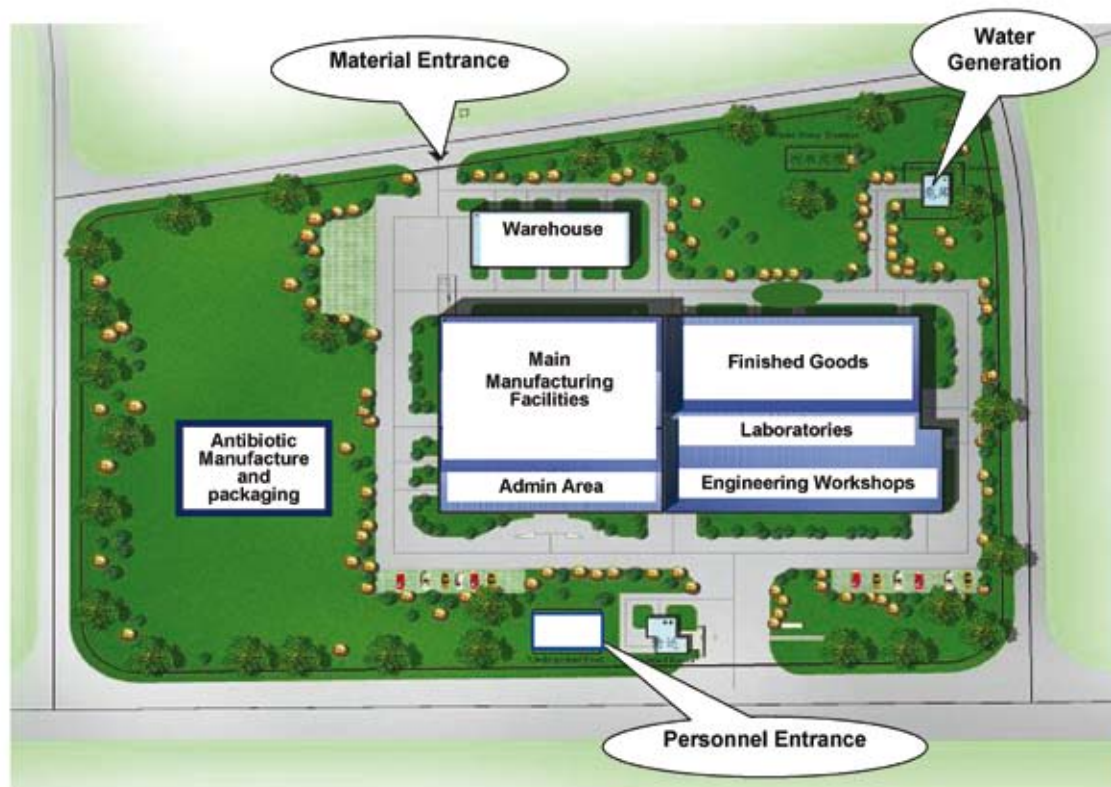 Material Entrance
Water
Generation
Warehouse
Main
Manufacturing
Facilities
Finished Goods
Laboratories
Antibiotic
Manufacture
and
packaging
Admin Area
Engineering Workshops
Personnel Entrance